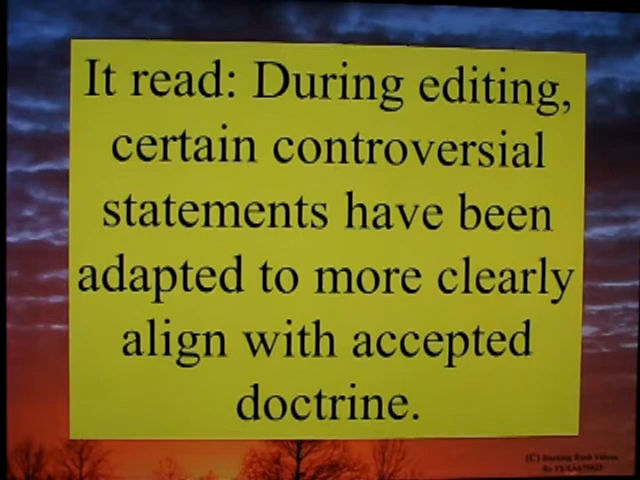 It read: During editing,
certain controversial
statements have been
adapted to more clearly
align with accepted
doctrine.
(C)